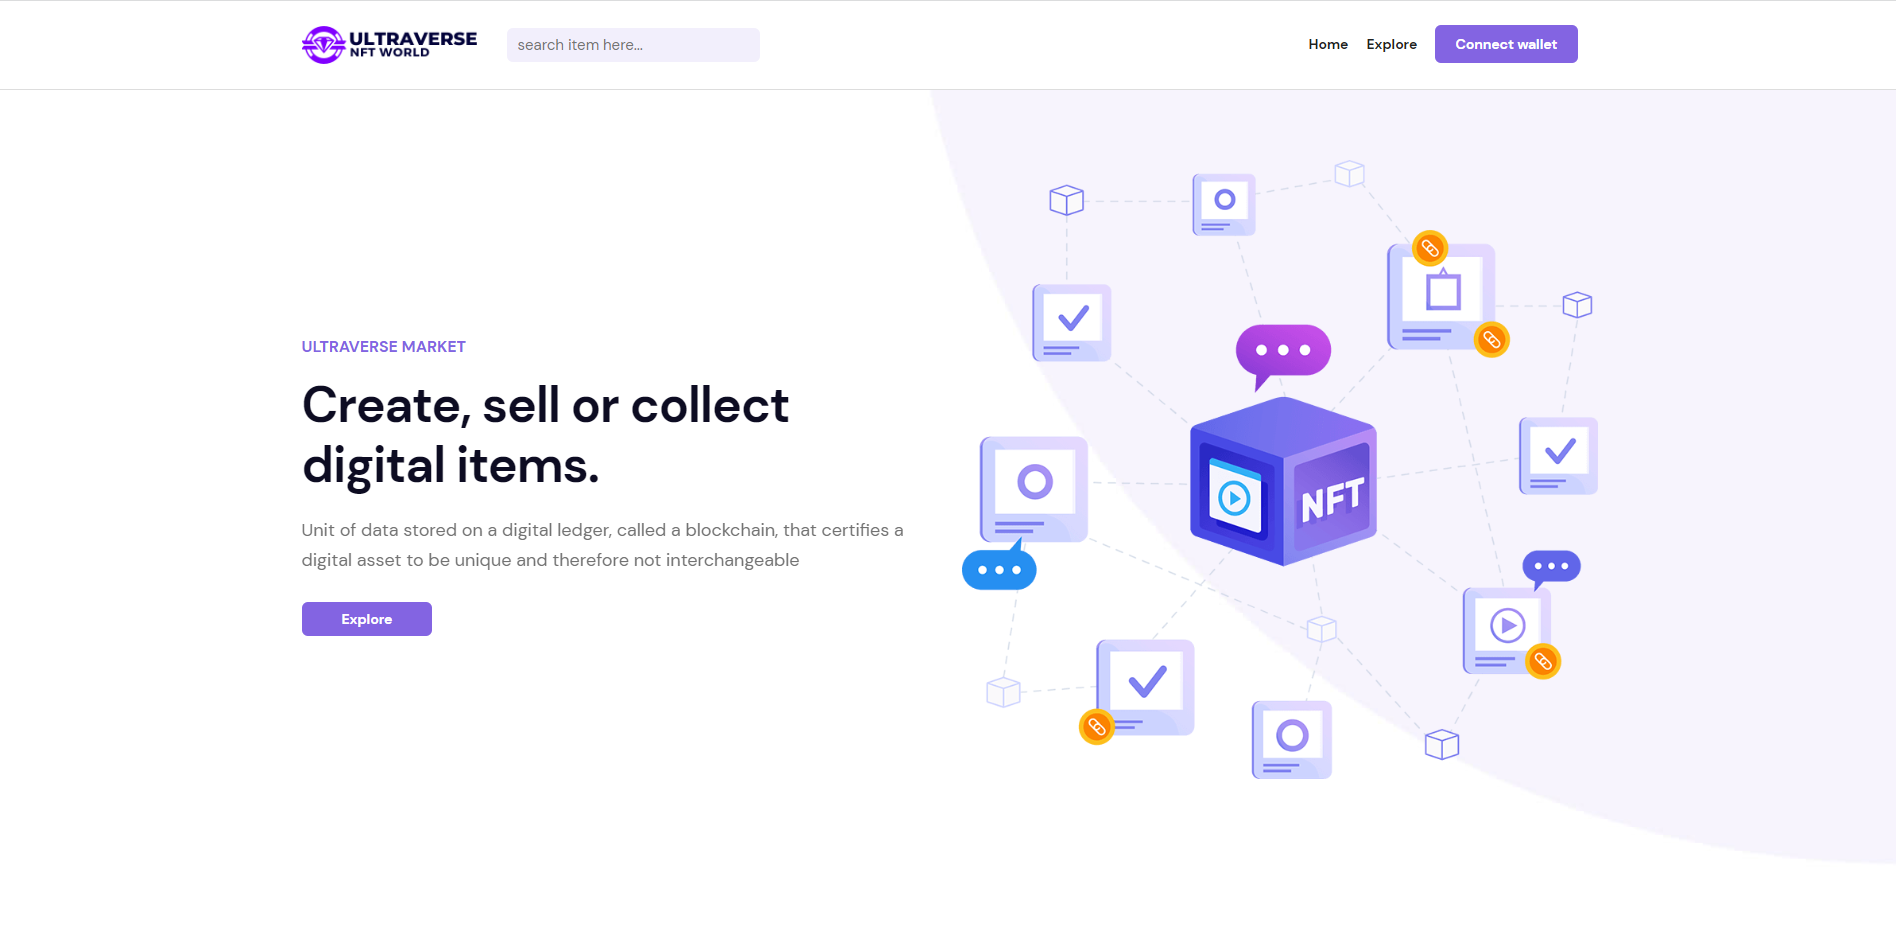 ULTRAVERSE
NFT WORLD
search item here...
Home
Explore
Connect wallet
ULTRAVERSE MARKET
Create, sell or collect
digital items.
Unit of data stored on a digital ledger, called a blockchain, that certifies a
digital asset to be unique and therefore not interchangeable
Explore
NFT